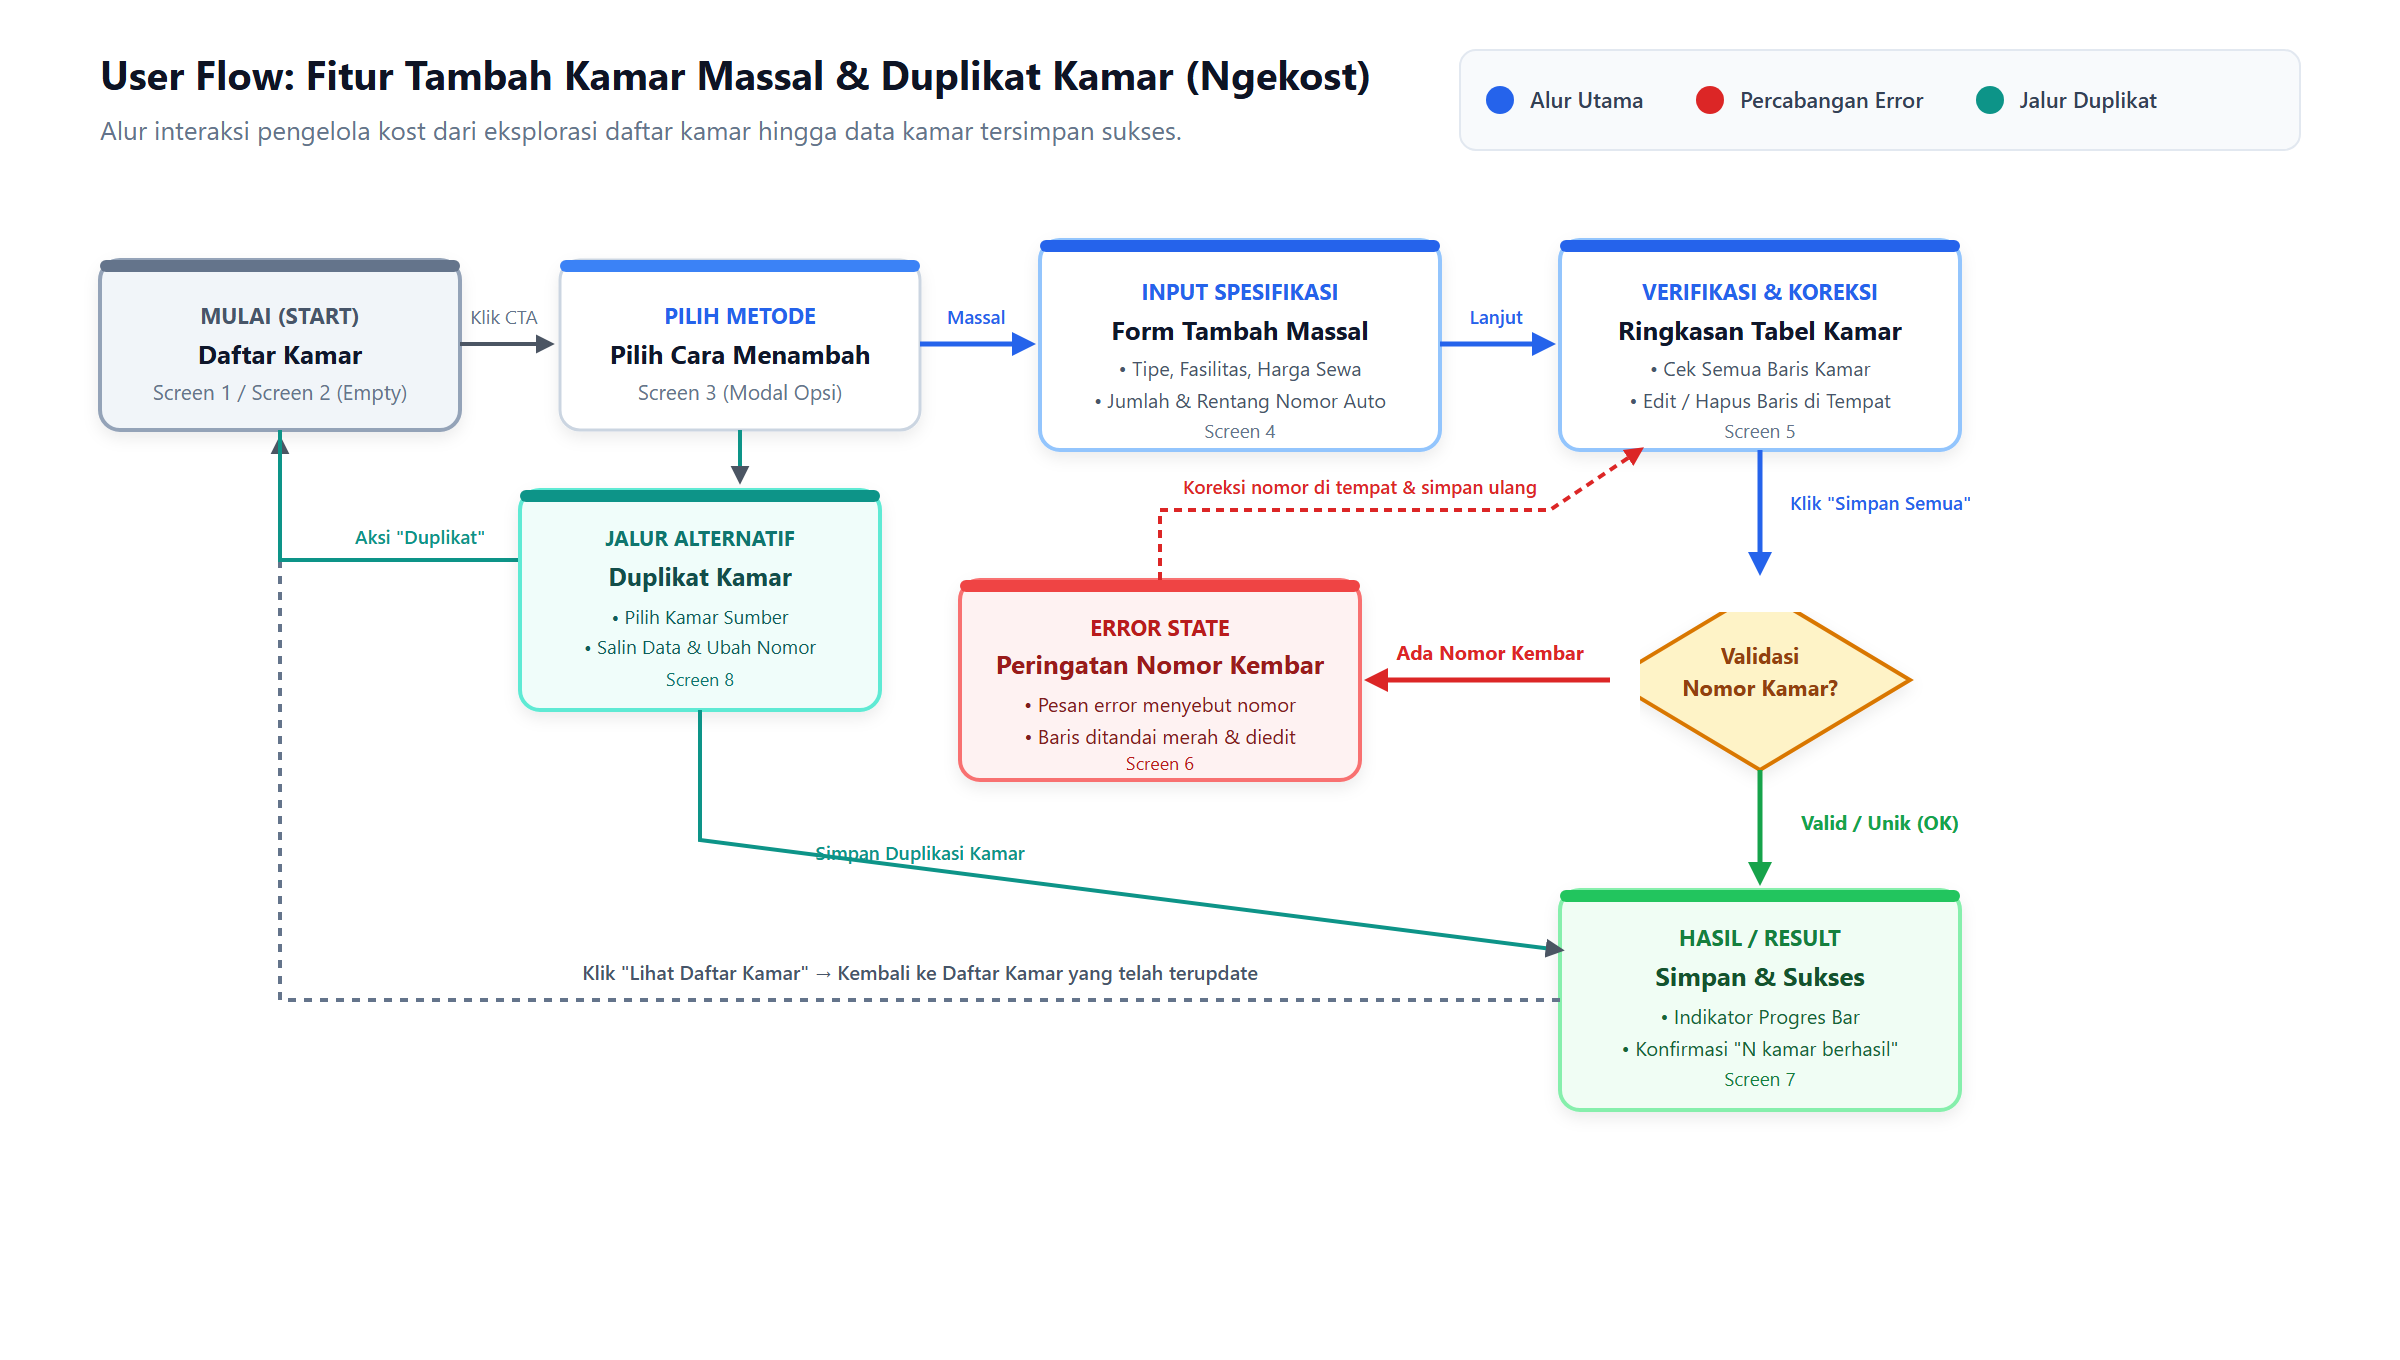 User Flow: Fitur Tambah Kamar Massal & Duplikat Kamar (Ngekost)
Alur interaksi pengelola kost dari eksplorasi daftar kamar hingga data kamar tersimpan sukses.
Alur Utama
Percabangan Error
Jalur Duplikat
MULAI (START)
Daftar Kamar
Screen 1 / Screen 2 (Empty)
Klik CTA
PILIH METODE
Pilih Cara Menambah
Screen 3 (Modal Opsi)
Massal
INPUT SPESIFIKASI
Form Tambah Massal
• Tipe, Fasilitas, Harga Sewa
• Jumlah & Rentang Nomor Auto
Screen 4
Lanjut
VERIFIKASI & KOREKSI
Ringkasan Tabel Kamar
• Cek Semua Baris Kamar
• Edit / Hapus Baris di Tempat
Screen 5
Koreksi nomor di tempat & simpan ulang
Klik "Simpan Semua"
Aksi "Duplikat"
JALUR ALTERNATIF
Duplikat Kamar
• Pilih Kamar Sumber
• Salin Data & Ubah Nomor
Screen 8
ERROR STATE
Peringatan Nomor Kembar
• Pesan error menyebut nomor
• Baris ditandai merah & diedit
Screen 6
Ada Nomor Kembar
Validasi
Nomor Kamar?
Valid / Unik (OK)
Simpan Duplikasi Kamar
Klik "Lihat Daftar Kamar" → Kembali ke Daftar Kamar yang telah terupdate
HASIL / RESULT
Simpan & Sukses
• Indikator Progres Bar
• Konfirmasi "N kamar berhasil"
Screen 7